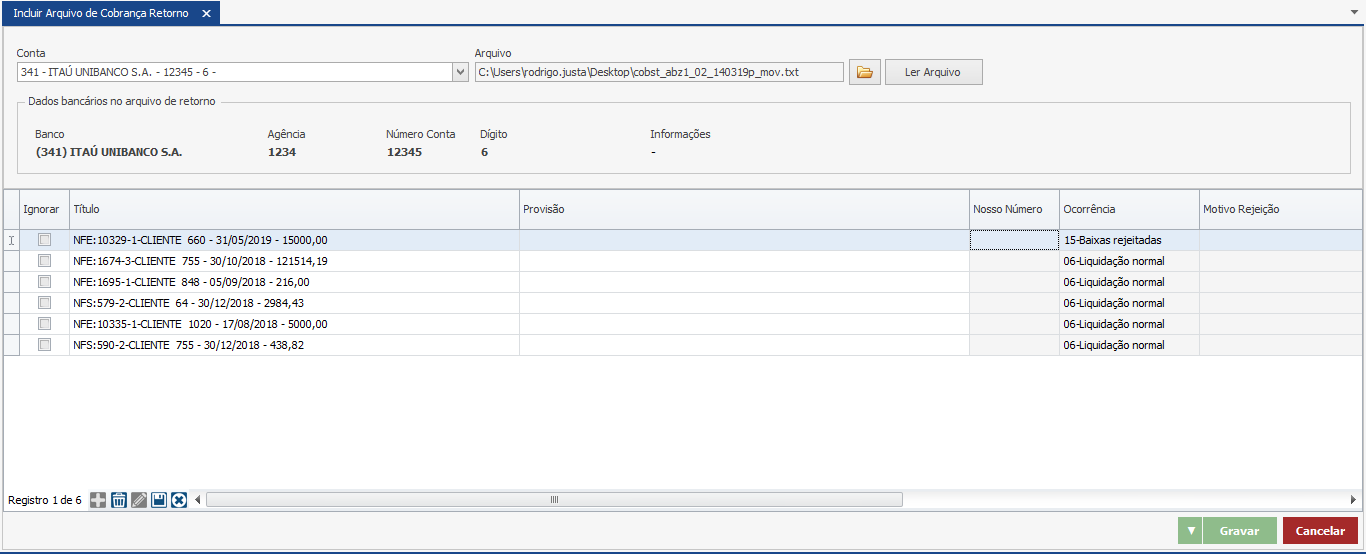 Incluir Arquivo de Cobrança Retorno
Conta Arquivo
341 - ITAÚ UNIBANCO S.A. - 12345 - 6 - C:\Users\rodrigo.justa\Desktop\cobst_abz1_02_140319p_mov.txt Ler Arquivo
Dados bancários no arquivo de retorno
Banco Agência Número Conta Dígito Informações
(341) ITAÚ UNIBANCO S.A. 1234 12345 6 -
Ignorar Título Provisão Nosso Número Ocorrência Motivo Rejeição
NFE:10329-1-CLIENTE 660 - 31/05/2019 - 15000,00 15-Baixas rejeitadas
NFE:1674-3-CLIENTE 755 - 30/10/2018 - 121514,19 06-Liquidação normal
NFE:1695-1-CLIENTE 848 - 05/09/2018 - 216,00 06-Liquidação normal
NFS:579-2-CLIENTE 64 - 30/12/2018 - 2984,43 06-Liquidação normal
NFE:10335-1-CLIENTE 1020 - 17/08/2018 - 5000,00 06-Liquidação normal
NFS:590-2-CLIENTE 755 - 30/12/2018 - 438,82 06-Liquidação normal
Registro 1 de 6
Gravar Cancelar